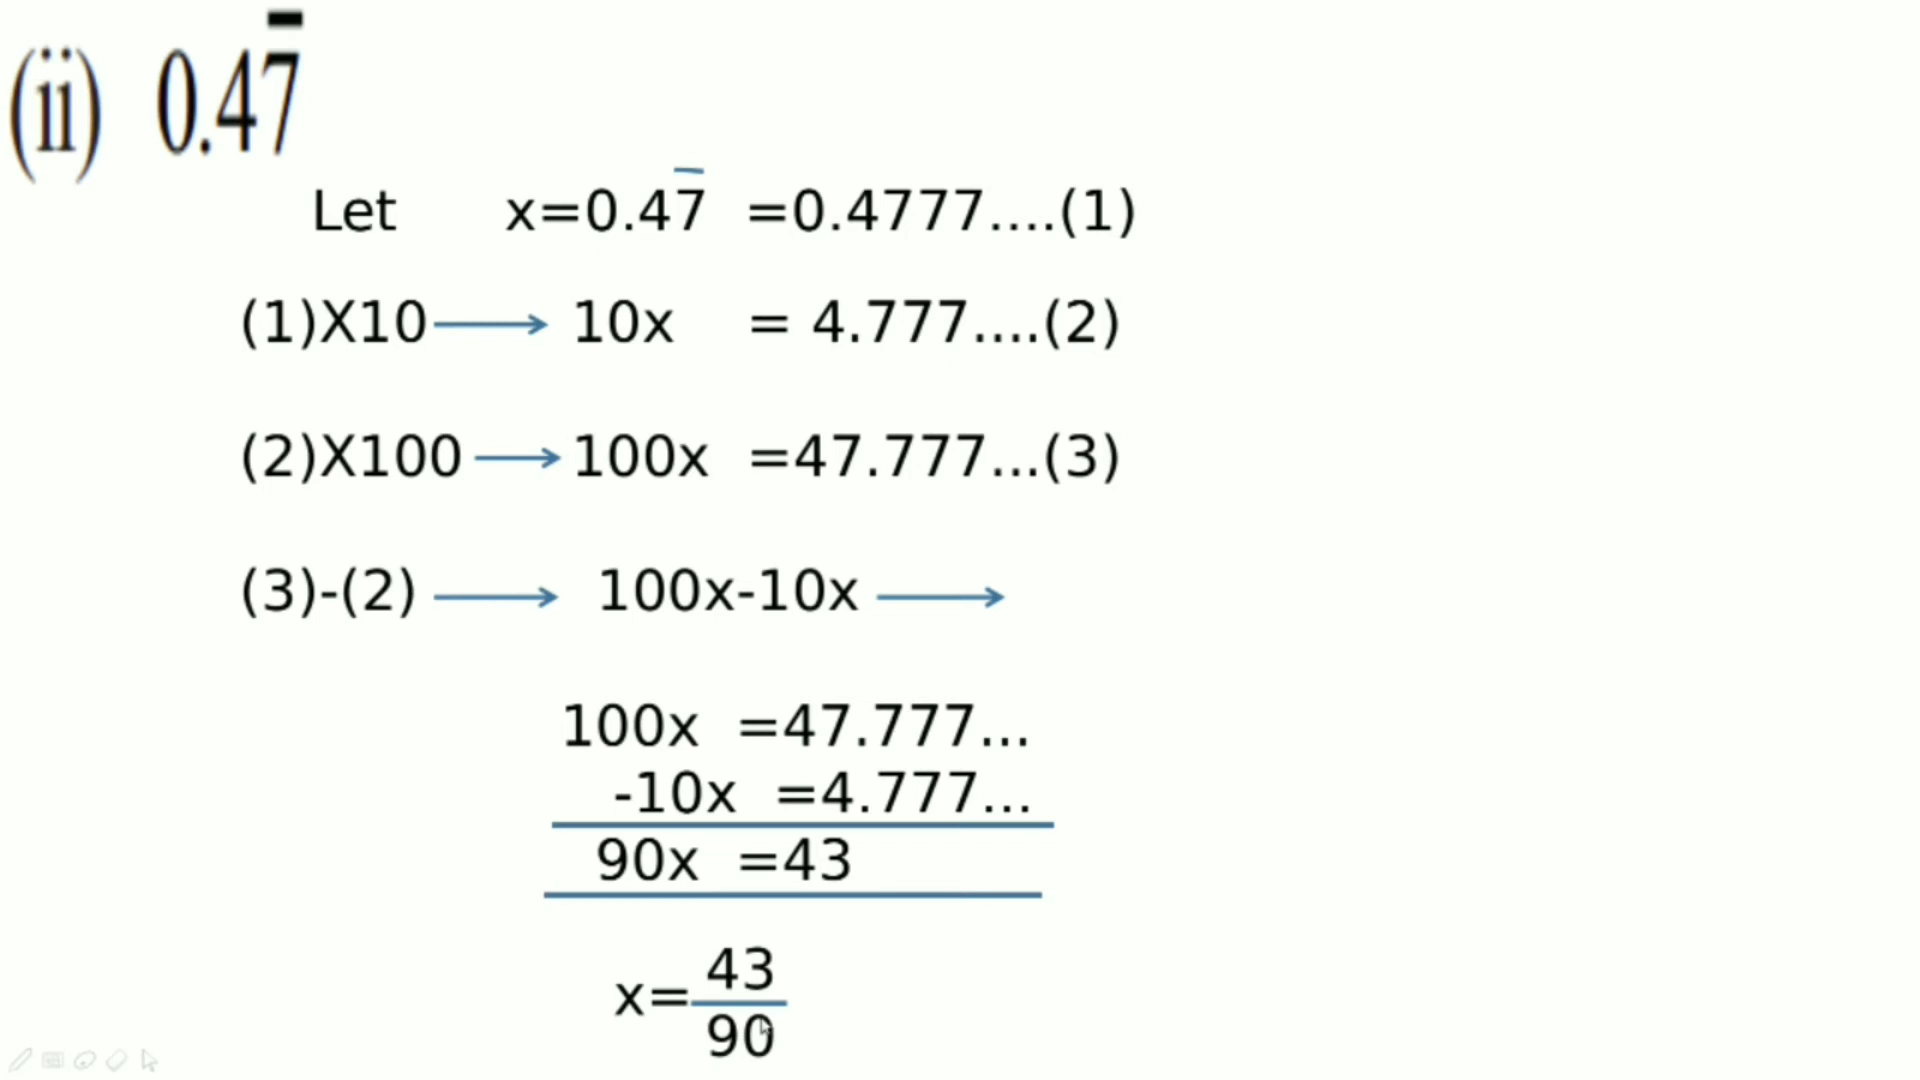 (ii) 0.47̅
Let x=0.47̅ =0.4777....(1)
(1)X10 → 10x = 4.777....(2)
(2)X100 → 100x =47.777...(3)
(3)-(2) → 100x-10x →
100x =47.777...
-10x =4.777...
90x =43
x= 43
90